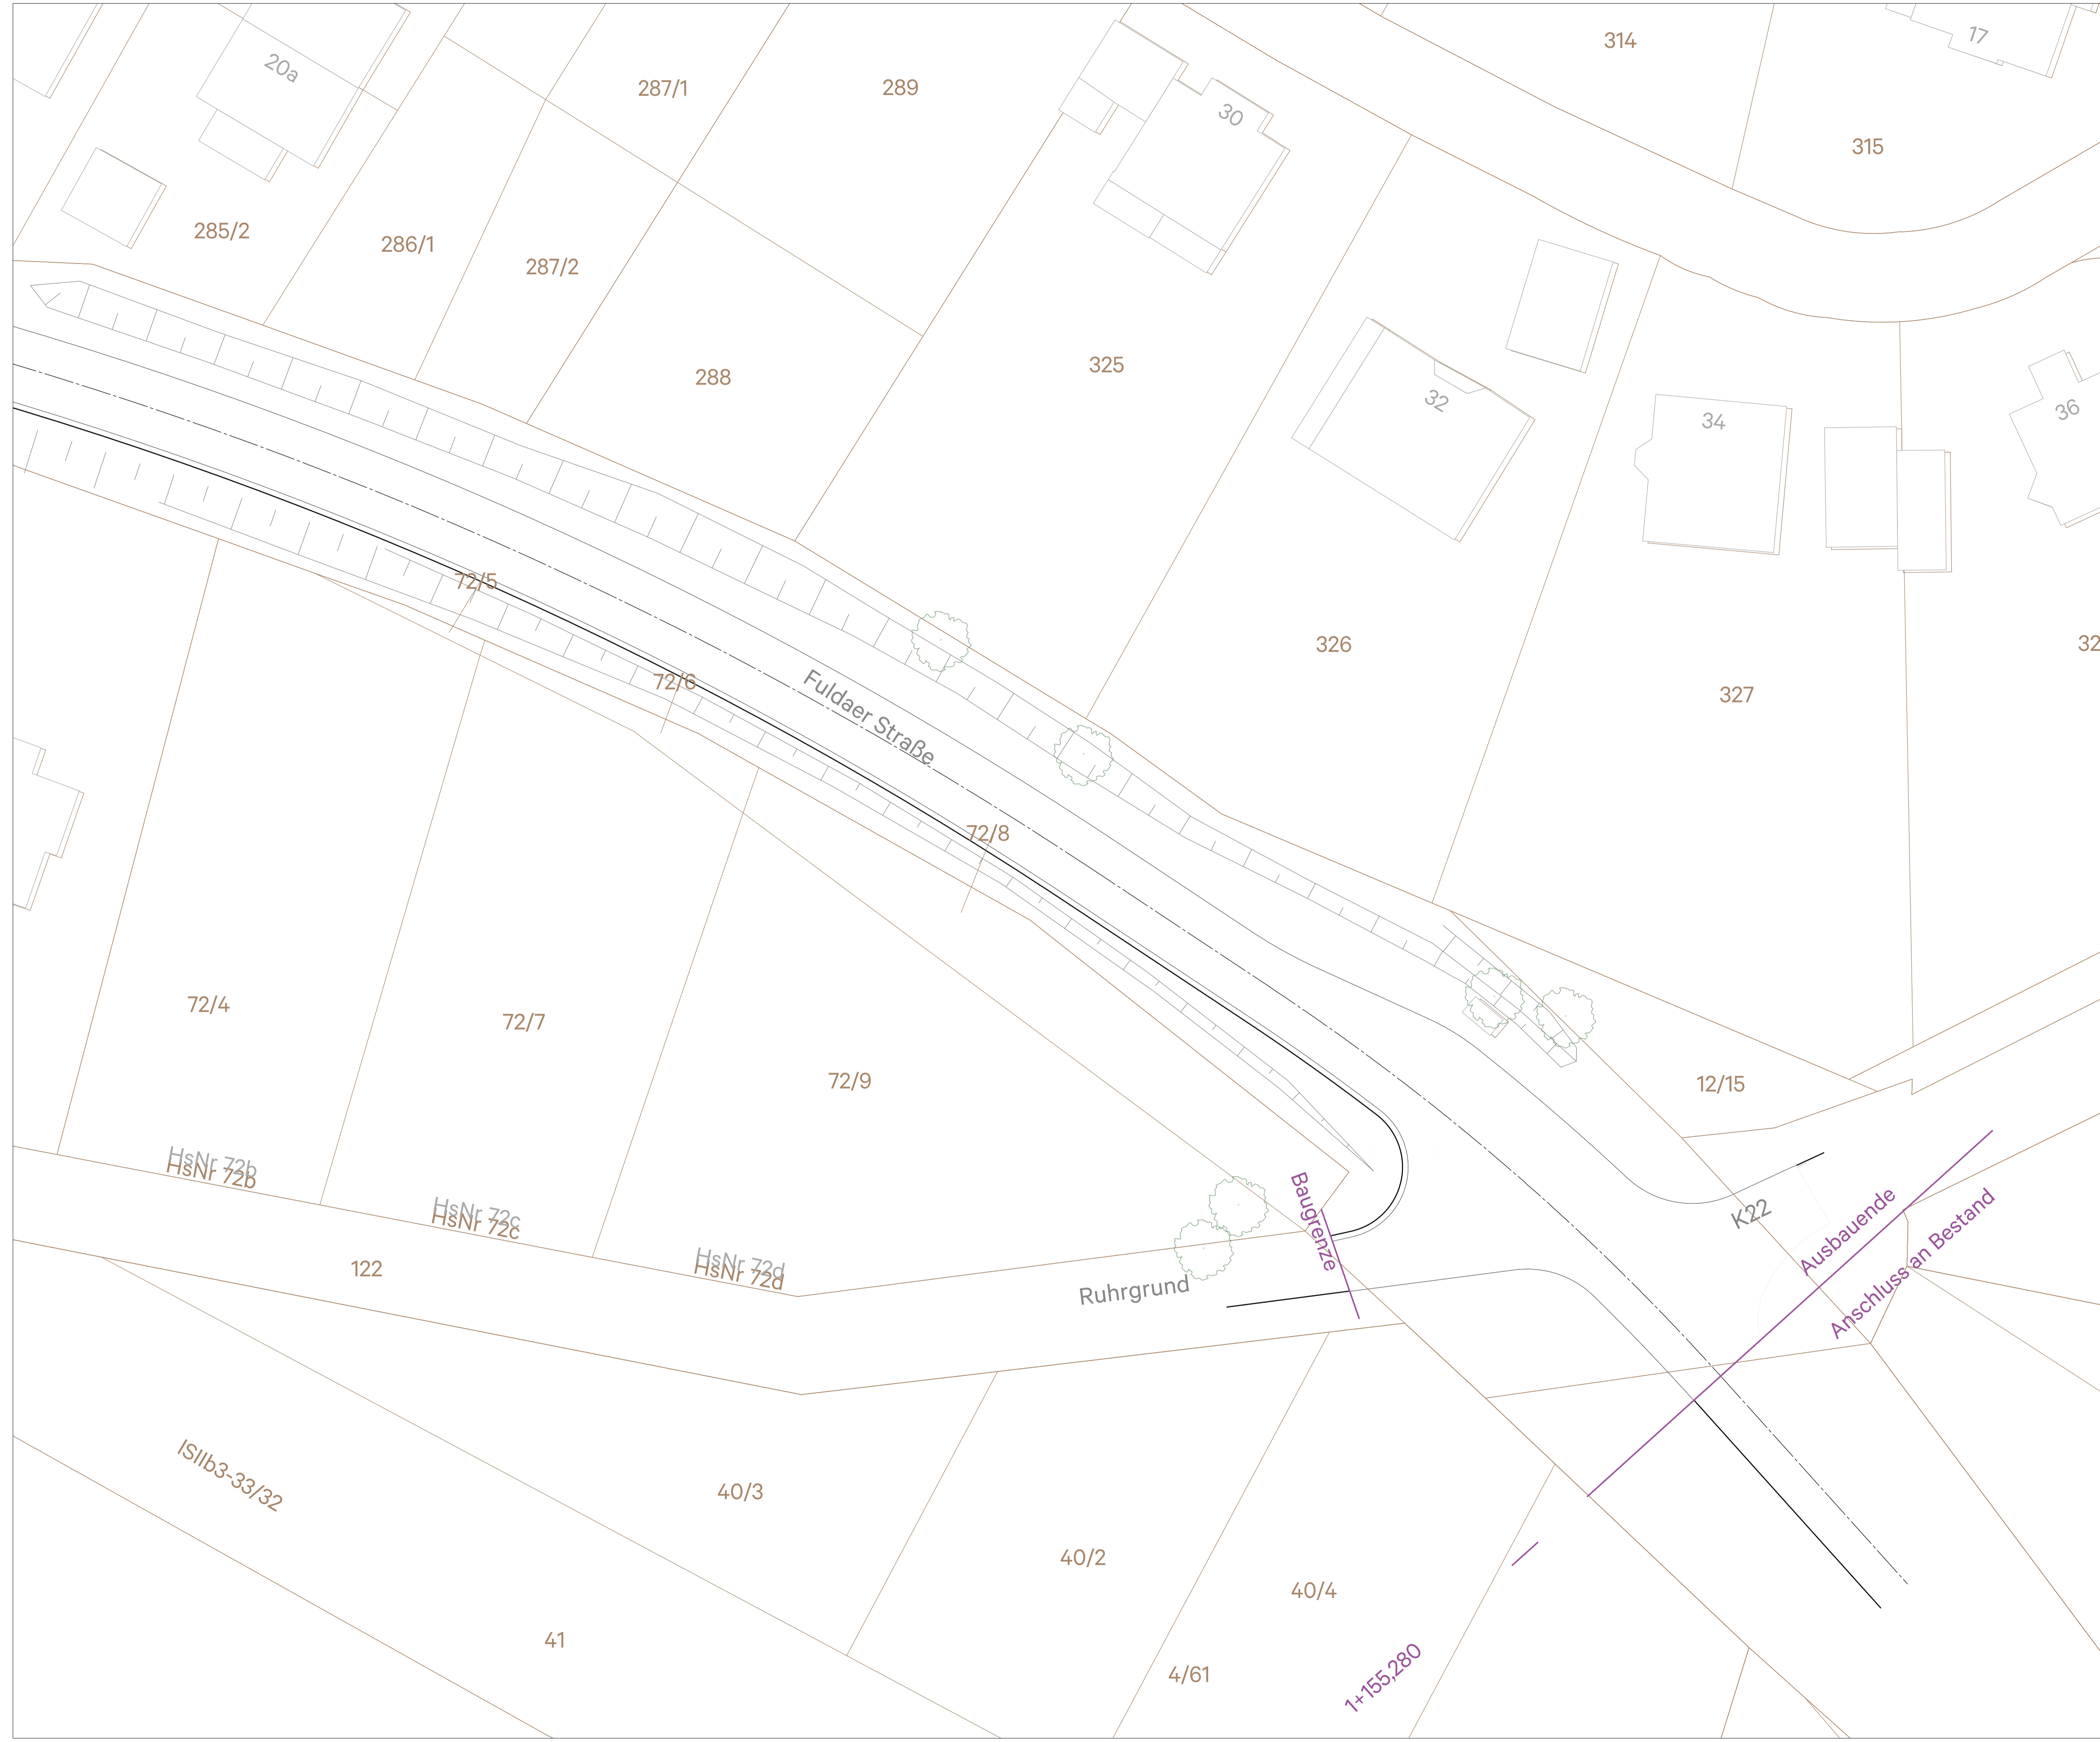 314
17
20a
287/1
289
30
315
285/2
286/1
287/2
325
288
32
34
36
72/5
326
32
72/6
327
Fuldaer Straße
72/8
72/4
72/7
72/9
12/15
HsNr 72b
HsNr 72b
HsNr 72c
HsNr 72c
HsNr 72d
HsNr 72d
Baugrenze
K22
Ausbauende
Anschluss an Bestand
122
Ruhrgrund
40/3
40/2
40/4
41
4/61
1+155,280